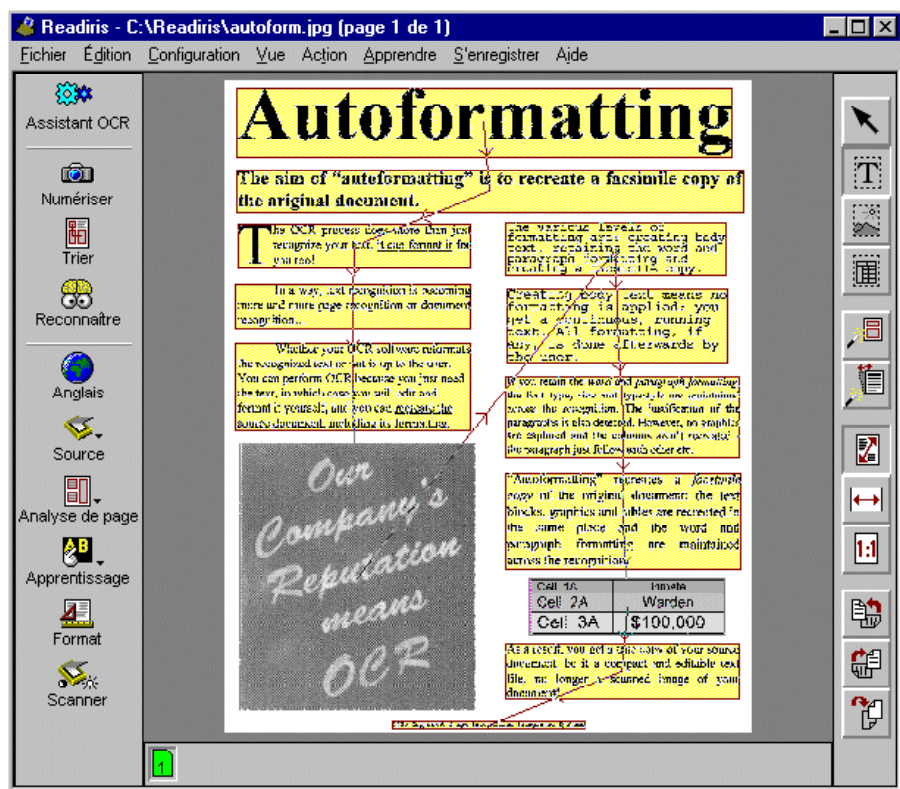 Readiris - C:\Readiris\autoform.jpg (page 1 de 1)
Fichier Édition Configuration Vue Action Apprendre S'enregistrer Aide
Assistant OCR
Numériser
Trier
Reconnaître
Anglais
Source
Analyse de page
Apprentissage
Format
Scanner
Autoformatting
The aim of "autoformatting" is to recreate a facsimile copy of
the original document.
The OCR process does more than just
recognize your text, it can format it for
you too!
In a way, text recognition is becoming
more and more page recognition or document
recognition..
Whether your OCR software reformats
the recognized text or not is up to the user.
You can perform OCR because you just need
the text, in which case you will edit and
format it yourself, and you can recreate the
source document, including its formatting.
Our
Company's
Reputation
means
OCR
The various levels of
formatting are: creating body
text, retaining the word and
paragraph formatting and
creating a facsimile copy.
Creating body text means no
formatting is applied: you
get a continuous, running
text. All formatting, if
any, is done afterwards by
the user.
If you retain the word and paragraph formatting,
the font type, size and typestyle are maintained
across the recognition. The justification of the
paragraphs is also detected. However, no graphics
are captured and the columns aren't recreated -
the paragraph just follow each other etc.
"Autoformatting" recreates a facsimile
copy of the original document: the text
blocks, graphics and tables are recreated in
the same place and the word and
paragraph formatting are maintained
across the recognition.
Cell 1A Inmate
Cell 2A Warden
Cell 3A $100,000
As a result, you get a true copy of your source
document, be it a compact and editable text
file, no longer a scanned image of your
document!
1
1:1